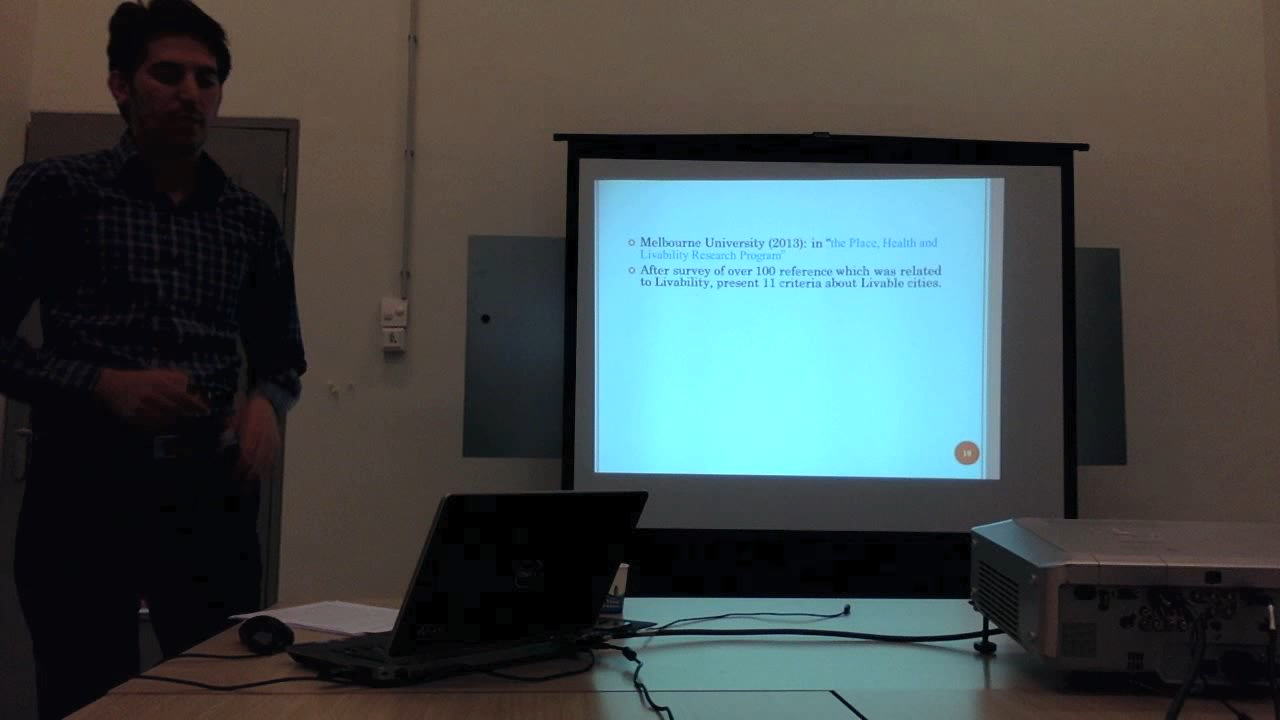 Melbourne University (2013): in "the Place, Health and
Livability Research Program"
After survey of over 100 reference which was related
to Livability, present 11 criteria about Livable cities.